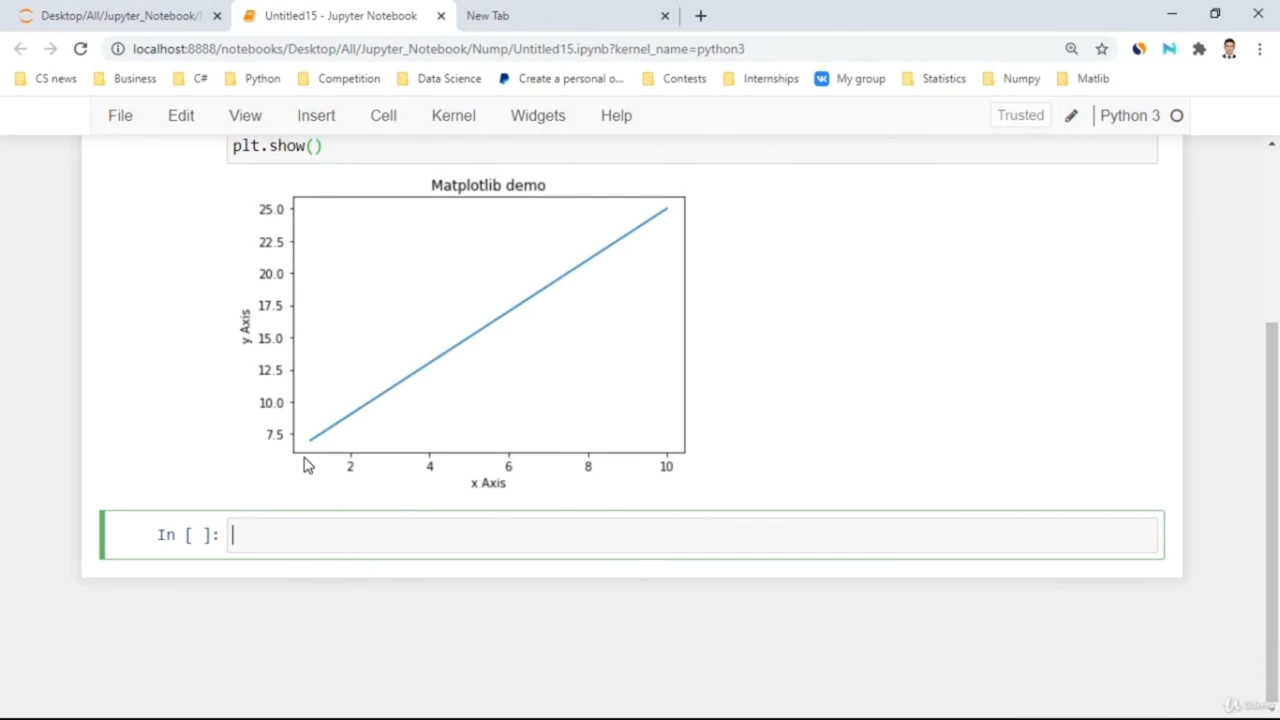 Desktop/All/Jupyter_Notebook/
Untitled15 - Jupyter Notebook
New Tab
localhost:8888/notebooks/Desktop/All/Jupyter_Notebook/Nump/Untitled15.ipynb?kernel_name=python3
CS news Business C# Python Competition Data Science Create a personal o... Contests Internships My group Statistics Numpy Matlib
File Edit View Insert Cell Kernel Widgets Help Trusted Python 3
plt.show()
Matplotlib demo
25.0
22.5
20.0
17.5
15.0
12.5
10.0
7.5
y Axis
2 4 6 8 10
x Axis
In [ ]:
Udemy